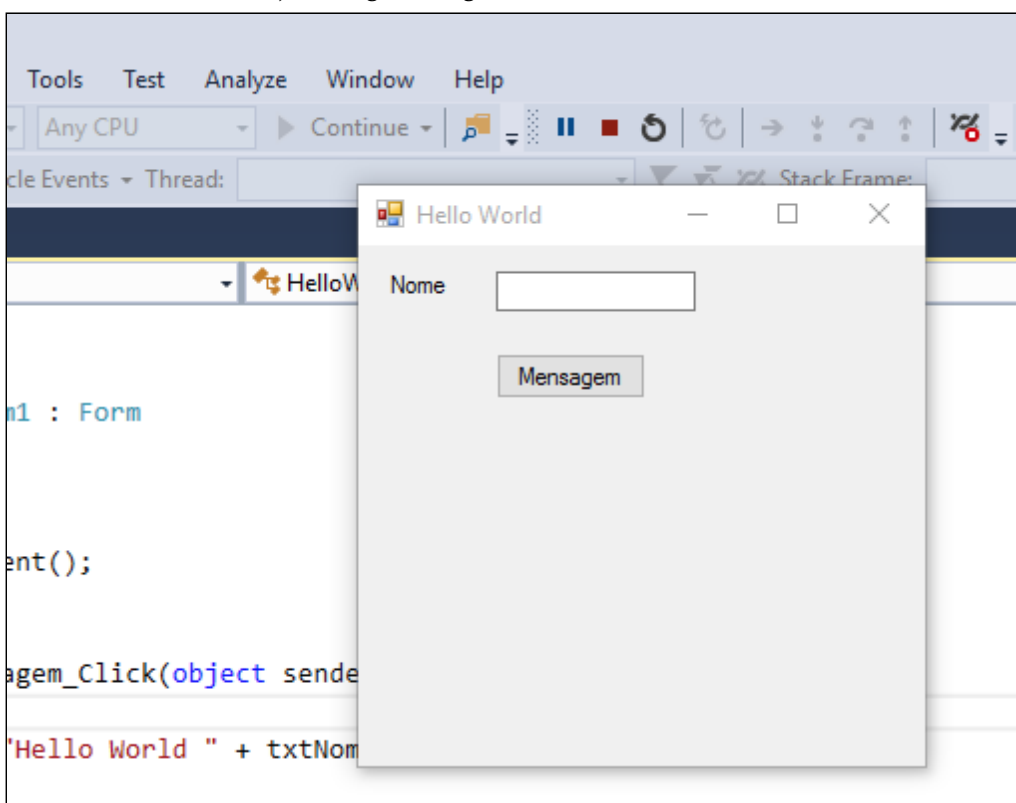 Tools Test Analyze Window Help
Any CPU Continue
cle Events Thread: Stack Frame:
Hello World
HelloW
Nome
Mensagem
m1 : Form
ent();
agem_Click(object sende
"Hello World " + txtNom